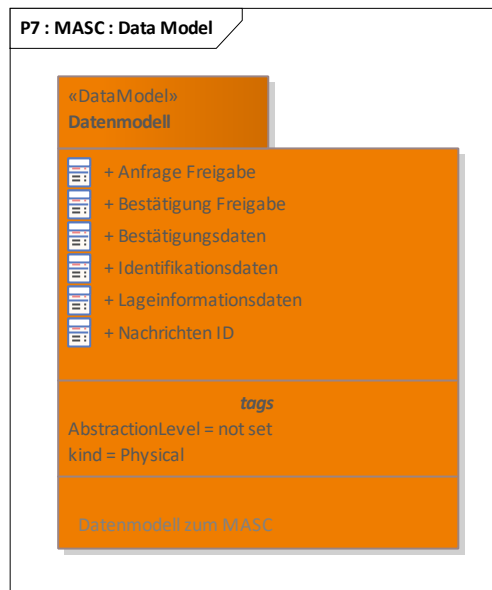 P7 : MASC : Data Model
«DataModel»
Datenmodell
+ Anfrage Freigabe
+ Bestätigung Freigabe
+ Bestätigungsdaten
+ Identifikationsdaten
+ Lageinformationsdaten
+ Nachrichten ID
tags
AbstractionLevel = not set
kind = Physical
Datenmodell zum MASC